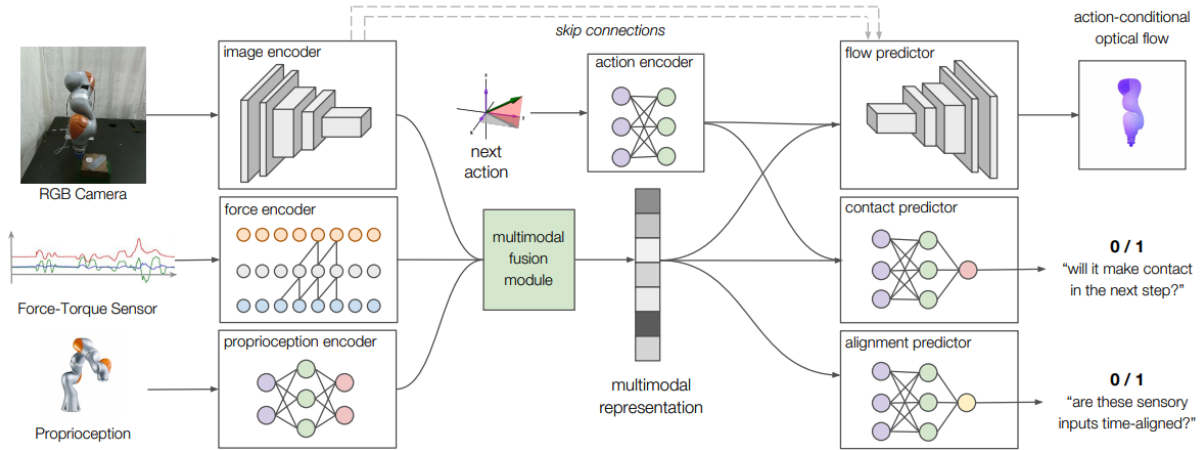 skip connections
action-conditional
optical flow
image encoder
action encoder
flow predictor
next
action
RGB Camera
force encoder
contact predictor
multimodal
fusion
module
0 / 1
“will it make contact
in the next step?”
Force-Torque Sensor
proprioception encoder
alignment predictor
multimodal
representation
0 / 1
“are these sensory
inputs time-aligned?”
Proprioception